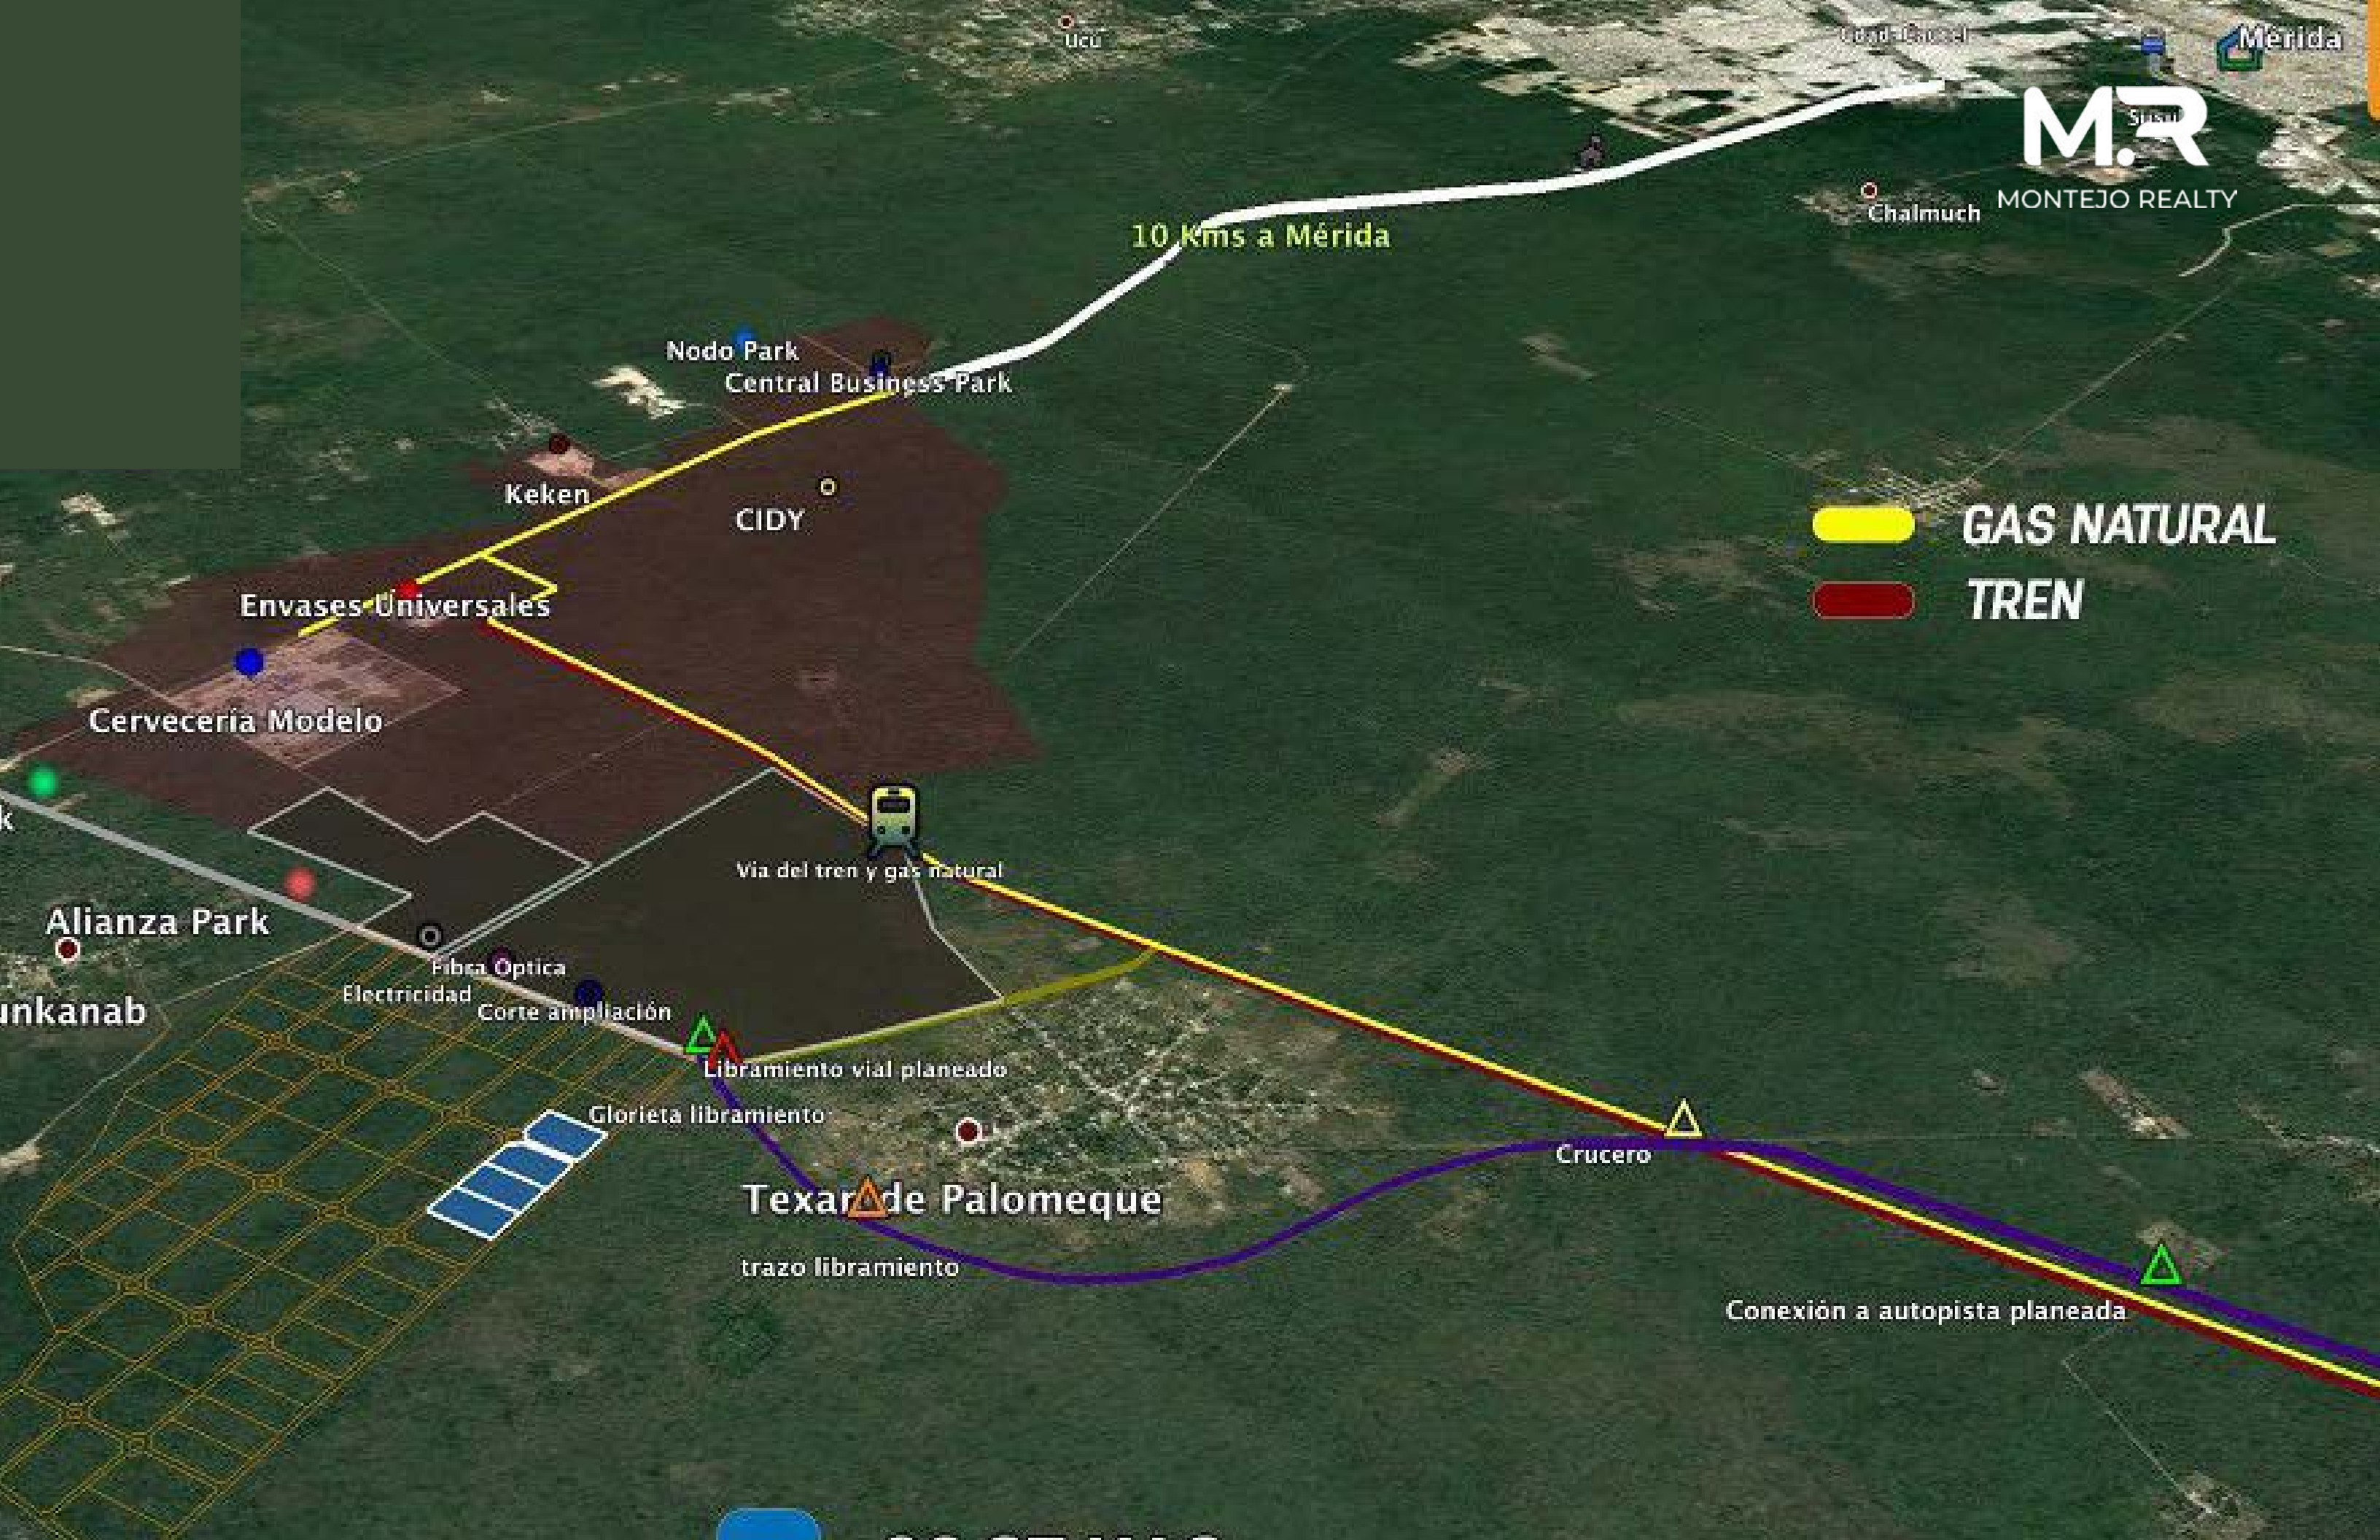 Ucú
Mérida
M.R
MONTEJO REALTY
Chalmuch
10 Kms a Mérida
Nodo Park
Central Business Park
Keken
CIDY
GAS NATURAL
TREN
Envases Universales
Cervecería Modelo
k
Via del tren y gas natural
Alianza Park
Fibra Optica
Electricidad
Corte ampliación
unkanab
Libramiento vial planeado
Glorieta libramiento
Crucero
Texan de Palomeque
trazo libramiento
Conexión a autopista planeada